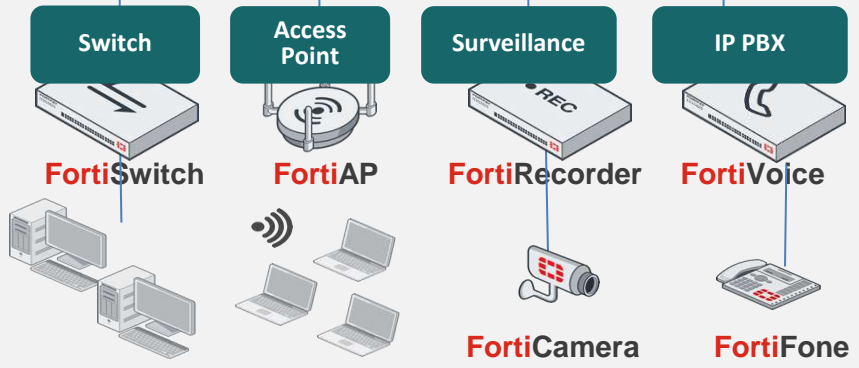 Switch
Access
Point
Surveillance
IP PBX
REC
FortiSwitch
FortiAP
FortiRecorder
FortiVoice
FortiCamera
FortiFone